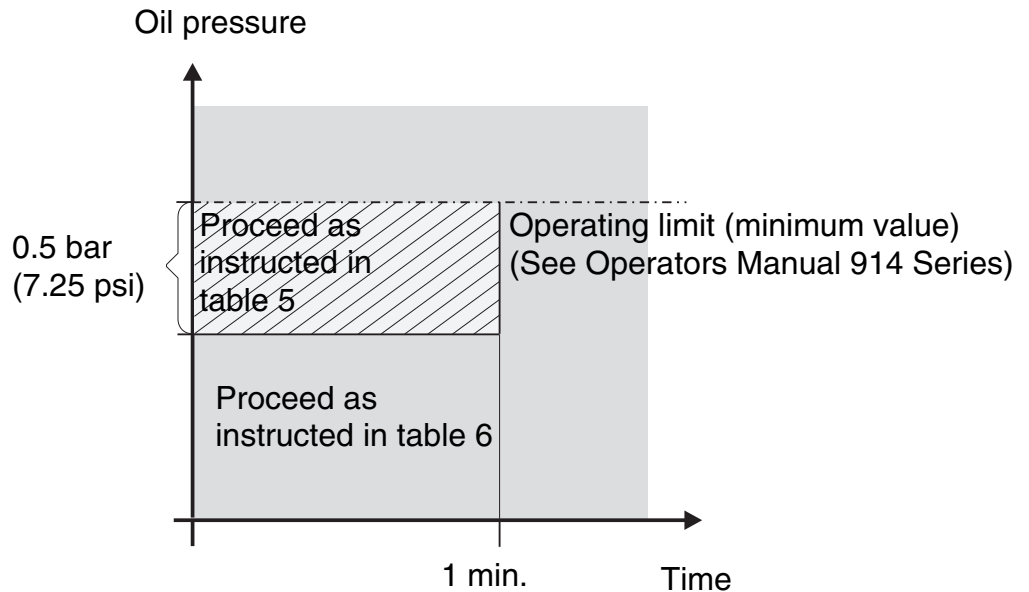 Oil pressure
0.5 bar
(7.25 psi)
Proceed as
instructed in
table 5
Operating limit (minimum value)
(See Operators Manual 914 Series)
Proceed as
instructed in table 6
1 min.
Time